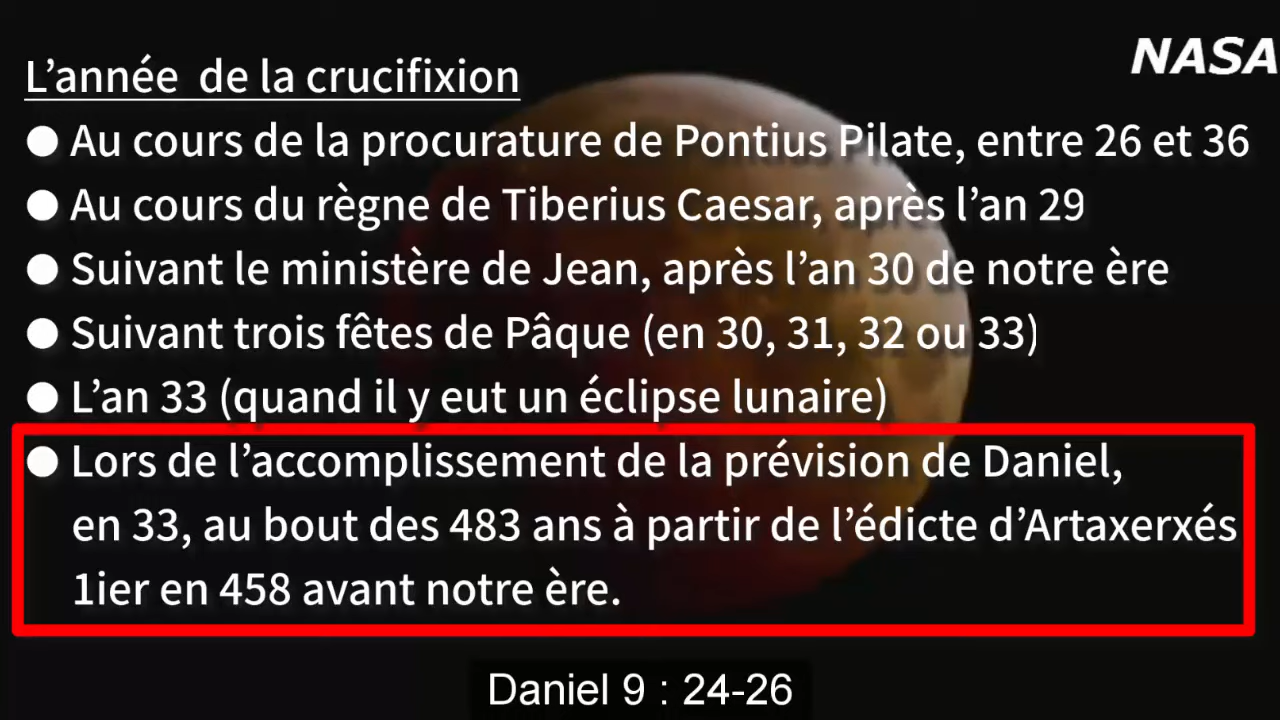 NASA
L’année  de la crucifixion
● Au cours de la procurature de Pontius Pilate, entre 26 et 36
● Au cours du règne de Tiberius Caesar, après l’an 29
● Suivant le ministère de Jean, après l’an 30 de notre ère
● Suivant trois fêtes de Pâque (en 30, 31, 32 ou 33)
● L’an 33 (quand il y eut un éclipse lunaire)
● Lors de l’accomplissement de la prévision de Daniel,
en 33, au bout des 483 ans à partir de l’édicte d’Artaxerxés
1ier en 458 avant notre ère.
Daniel 9 : 24-26